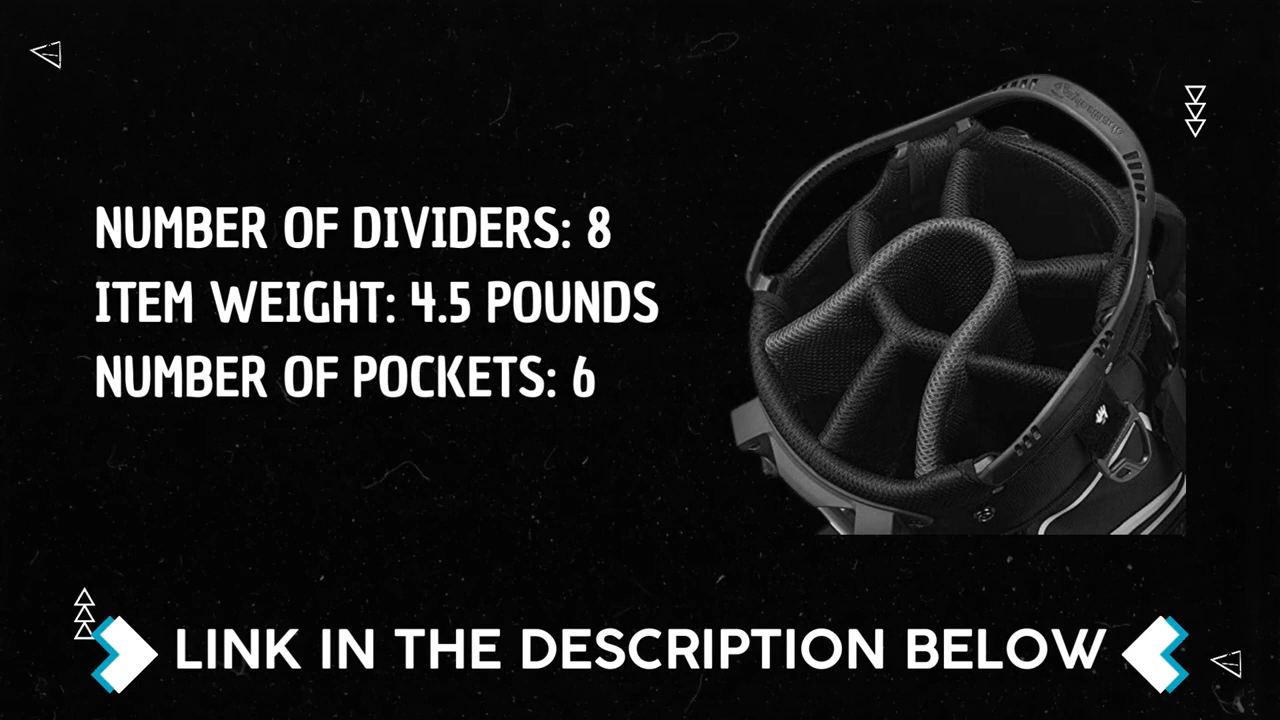 NUMBER OF DIVIDERS: 8
ITEM WEIGHT: 4.5 POUNDS
NUMBER OF POCKETS: 6
LINK IN THE DESCRIPTION BELOW